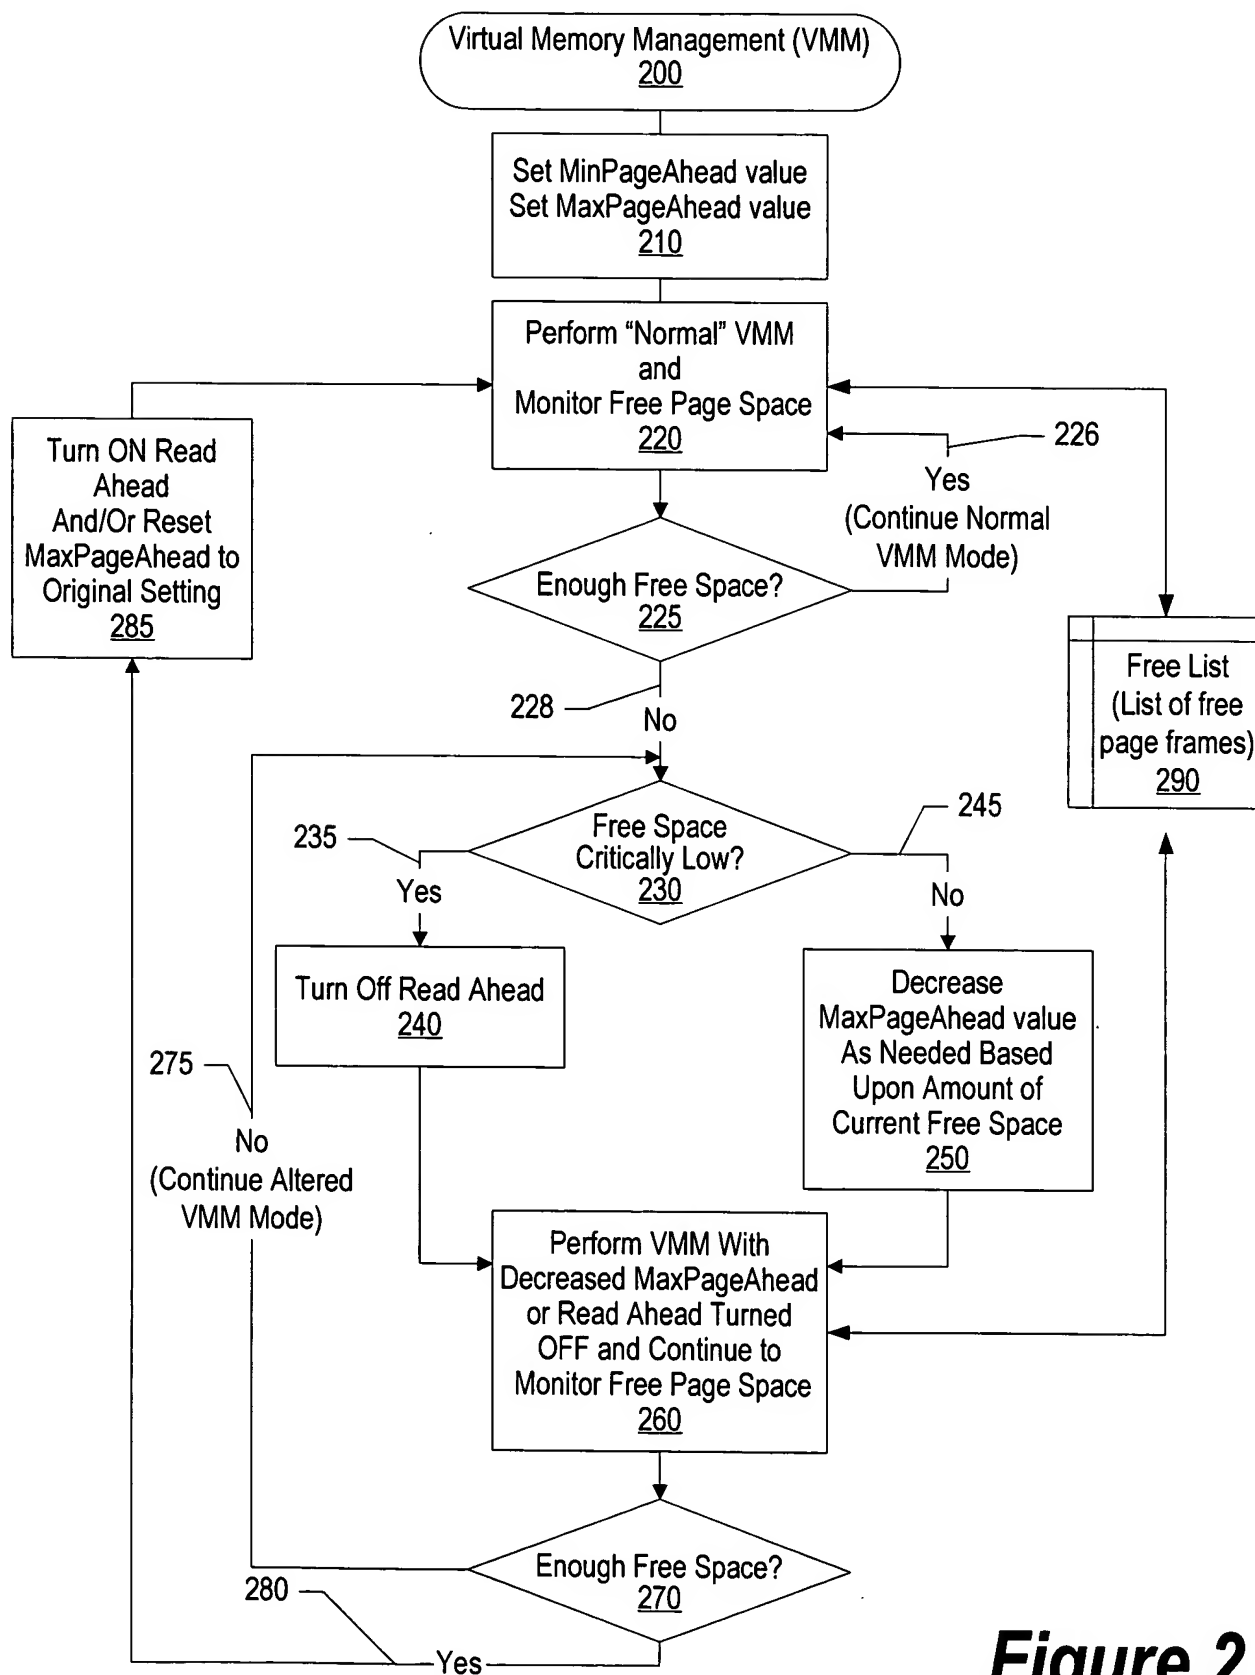 Virtual Memory Management (VMM)
200
Set MinPageAhead value
Set MaxPageAhead value
210
Perform “Normal” VMM
and
Monitor Free Page Space
220
226
Yes
(Continue Normal
VMM Mode)
Turn ON Read
Ahead
And/Or Reset
MaxPageAhead to
Original Setting
285
Enough Free Space?
225
228
No
Free List
(List of free
page frames)
290
235
Yes
Free Space
Critically Low?
230
245
No
Turn Off Read Ahead
240
Decrease
MaxPageAhead value
As Needed Based
Upon Amount of
Current Free Space
250
275
No
(Continue Altered
VMM Mode)
Perform VMM With
Decreased MaxPageAhead
or Read Ahead Turned
OFF and Continue to
Monitor Free Page Space
260
Enough Free Space?
270
280
Yes
Figure 2